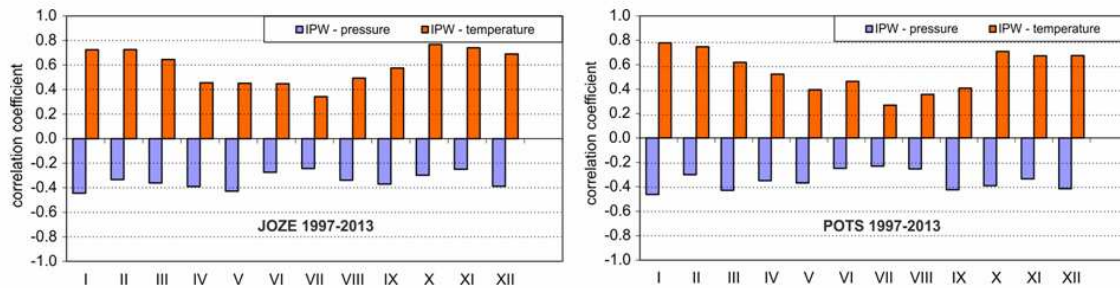 IPW - pressure IPW - temperature
correlation coefficient
1.0
0.8
0.6
0.4
0.2
0.0
-0.2
-0.4
-0.6
-0.8
-1.0
JOZE 1997-2013
I II III IV V VI VII VIII IX X XI XII
IPW - pressure IPW - temperature
correlation coefficient
1.0
0.8
0.6
0.4
0.2
0.0
-0.2
-0.4
-0.6
-0.8
-1.0
POTS 1997-2013
I II III IV V VI VII VIII IX X XI XII